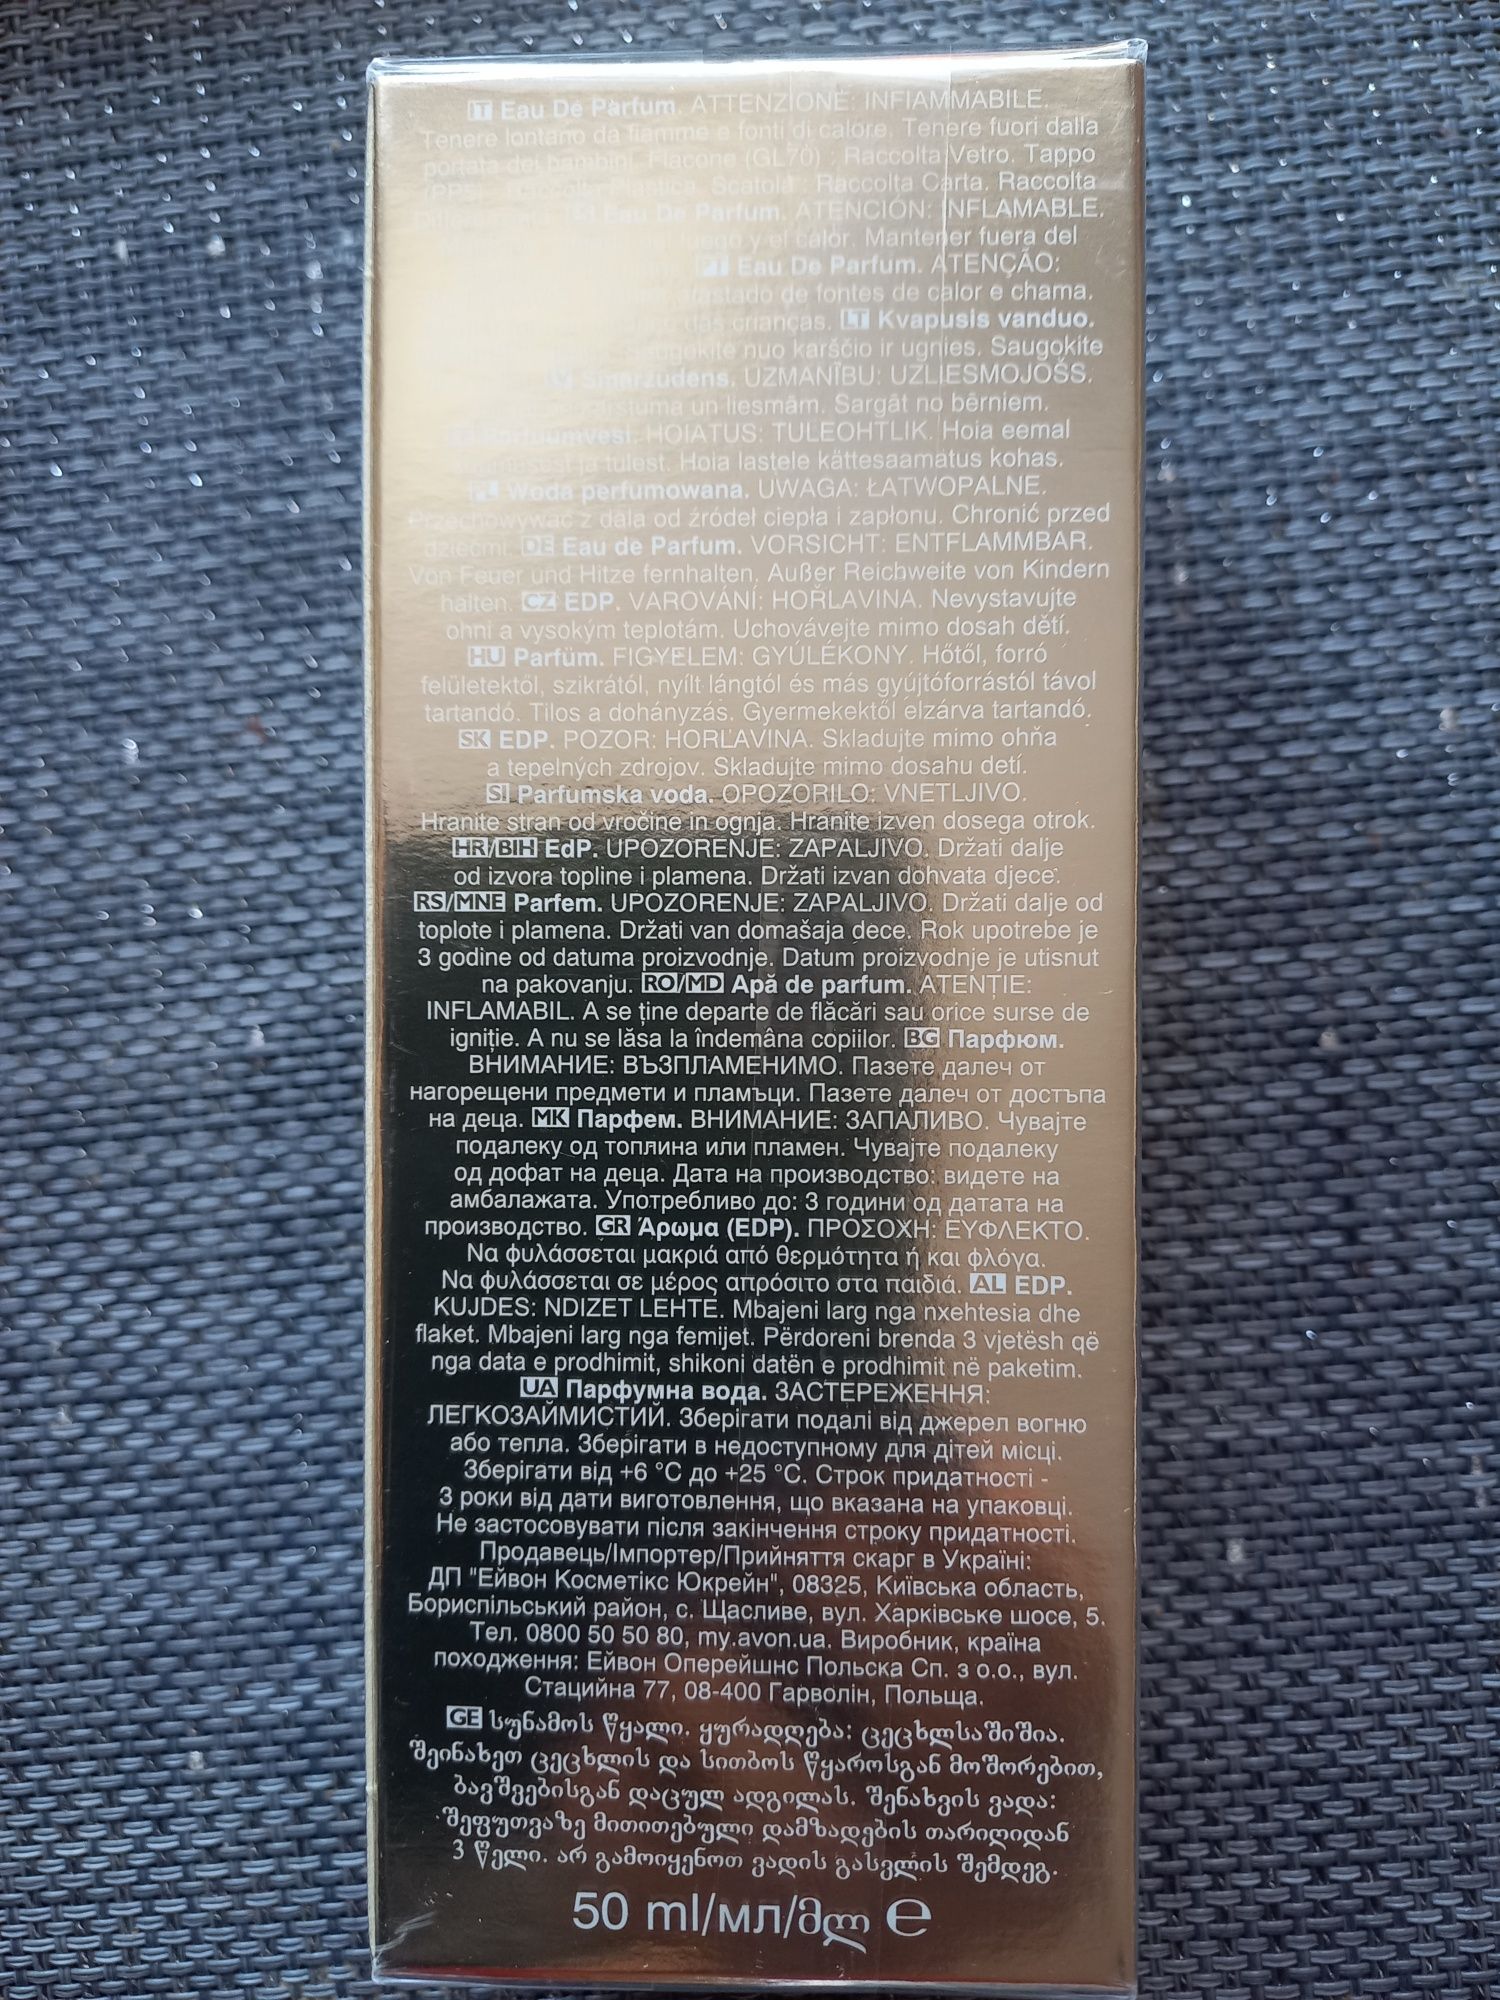 IT Eau De Parfum. ATTENZIONE: INFIAMMABILE.
Tenere lontano da fiamme e fonti di calore. Tenere fuori dalla
portata dei bambini. Flacone (GL70) : Raccolta Vetro. Tappo
Raccolta Plastica. Scatola : Raccolta Carta. Raccolta
Eau De Parfum. ATENCIÓN: INFLAMABLE.
fuego y el calor. Mantener fuera del
PT Eau De Parfum. ATENÇÃO:
afastado de fontes de calor e chama.
das crianças. LT Kvapusis vanduo.
Saugokite nuo karščio ir ugnies. Saugokite
Smaržūdens. UZMANĪBU: UZLIESMOJOŠS.
karstuma un liesmām. Sargāt no bērniem.
Parfuumvesi. HOIATUS: TULEOHTLIK. Hoia eemal
ja tulest. Hoia lastele kättesaamatus kohas.
PL Woda perfumowana. UWAGA: ŁATWOPALNE.
Przechowywać z dala od źródeł ciepła i zapłonu. Chronić przed
dziećmi. DE Eau de Parfum. VORSICHT: ENTFLAMMBAR.
Von Feuer und Hitze fernhalten. Außer Reichweite von Kindern
halten. CZ EDP. VAROVÁNÍ: HOŘLAVINA. Nevystavujte
ohni a vysokým teplotám. Uchovávejte mimo dosah dětí.
HU Parfüm. FIGYELEM: GYÚLÉKONY. Hőtől, forró
felületektől, szikrától, nyílt lángtól és más gyújtóforrástól távol
tartandó. Tilos a dohányzás. Gyermekektől elzárva tartandó.
SK EDP. POZOR: HORLAVINA. Skladujte mimo ohňa
a tepelných zdrojov. Skladujte mimo dosahu detí.
SI Parfumska voda. OPOZORILO: VNETLJIVO.
Hranite stran od vročine in ognja. Hranite izven dosega otrok.
HR/BIH EdP. UPOZORENJE: ZAPALJIVO. Držati dalje
od izvora topline i plamena. Držati izvan dohvata djece.
RS/MNE Parfem. UPOZORENJE: ZAPALJIVO. Držati dalje od
toplote i plamena. Držati van domašaja dece. Rok upotrebe je
3 godine od datuma proizvodnje. Datum proizvodnje je utisnut
na pakovanju. RO/MD Apă de parfum. ATENȚIE:
INFLAMABIL. A se ține departe de flăcări sau orice surse de
igniție. A nu se lăsa la îndemâna copiilor. BG Парфюм.
ВНИМАНИЕ: ВЪЗПЛАМЕНИМО. Пазете далеч от
нагорещени предмети и пламъци. Пазете далеч от достъпа
на деца. MK Парфем. ВНИМАНИЕ: ЗАПАЛИВО. Чувајте
подалеку од топлина или пламен. Чувајте подалеку
од дофат на деца. Дата на производство: видете на
амбалажата. Употребливо до: 3 години од датата на
производство. GR Άρωμα (EDP). ΠΡΟΣΟΧΗ: ΕΥΦΛΕΚΤΟ.
Να φυλάσσεται μακριά από θερμότητα ή και φλόγα.
Να φυλάσσεται σε μέρος απρόσιτο στα παιδιά. AL EDP.
KUJDES: NDIZET LEHTE. Mbajeni larg nga nxehtesia dhe
flaket. Mbajeni larg nga femijet. Përdoreni brenda 3 vjetësh që
nga data e prodhimit, shikoni datën e prodhimit në paketim.
UA Парфумна вода. ЗАСТЕРЕЖЕННЯ:
ЛЕГКОЗАЙМИСТИЙ. Зберігати подалі від джерел вогню
або тепла. Зберігати в недоступному для дітей місці.
Зберігати від +6 °C до +25 °C. Строк придатності -
3 роки від дати виготовлення, що вказана на упаковці.
Не застосовувати після закінчення строку придатності.
Продавець/Імпортер/Прийняття скарг в Україні:
ДП "Ейвон Косметікс Юкрейн", 08325, Київська область,
Бориспільський район, с. Щасливе, вул. Харківське шосе, 5.
Тел. 0800 50 50 80, my.avon.ua. Виробник, країна
походження: Ейвон Оперейшнс Польска Сп. з о.о., вул.
Стаційна 77, 08-400 Гарволін, Польща.
GE სუნამოს წყალი. ყურადღება: ცეცხლსაშიშია.
შეინახეთ ცეცხლის და სითბოს წყაროსგან მოშორებით,
ბავშვებისგან დაცულ ადგილას. შენახვის ვადა:
შეფუთვაზე მითითებული დამზადების თარიღიდან
3 წელი. არ გამოიყენოთ ვადის გასვლის შემდეგ.
50 ml/мл/მლ ℮